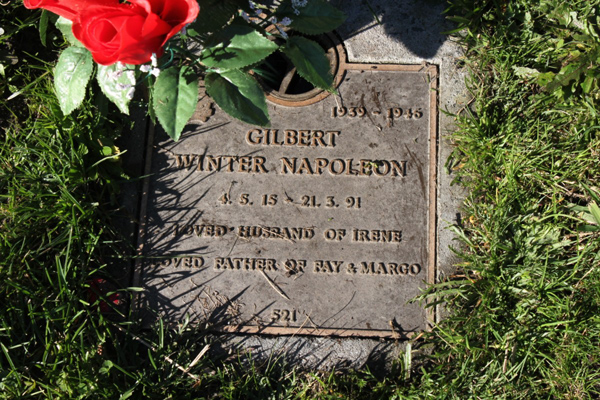 1939 - 1945
GILBERT
WINTER NAPOLEON
4. 5. 15 - 21. 3. 91
LOVED HUSBAND OF IRENE
LOVED FATHER OF FAY & MARGO
521